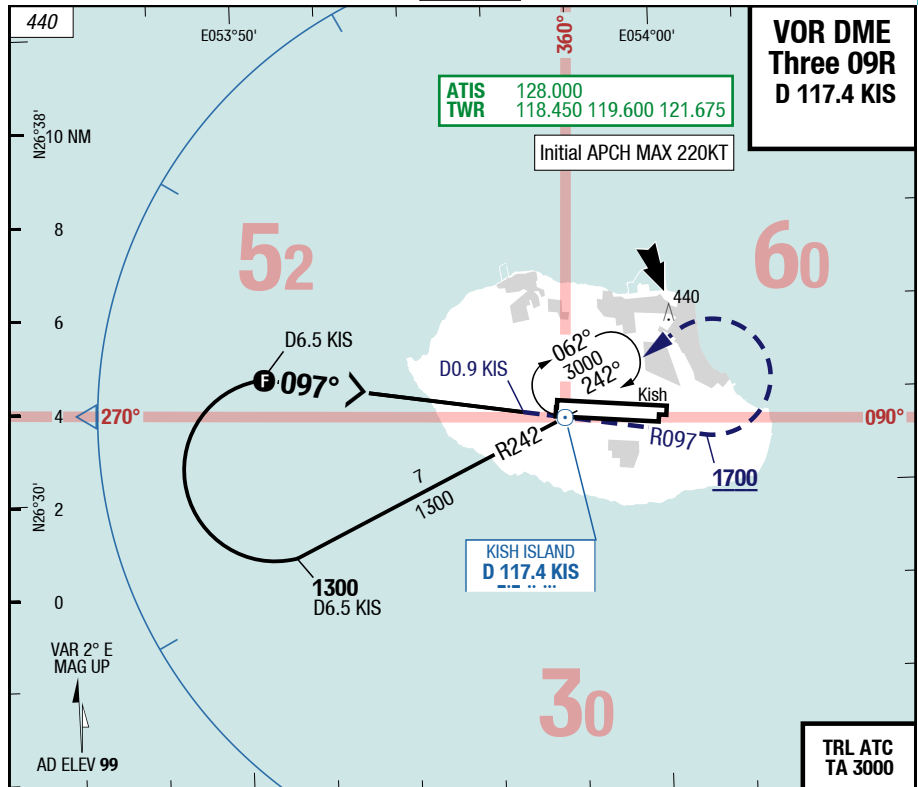 440
E053°50'
360°
E054°00'
VOR DME
Three 09R
D 117.4 KIS
ATIS 128.000
TWR 118.450 119.600 121.675
Initial APCH MAX 220KT
N26°38'
10 NM
8
6
4
2
0
52
60
440
D6.5 KIS
F 097°
D0.9 KIS
062°
3000
242°
Kish
270°
090°
R242
R097
1700
7
1300
N26°30'
KISH ISLAND
D 117.4 KIS
1300
D6.5 KIS
30
VAR 2° E
MAG UP
AD ELEV 99
TRL ATC
TA 3000